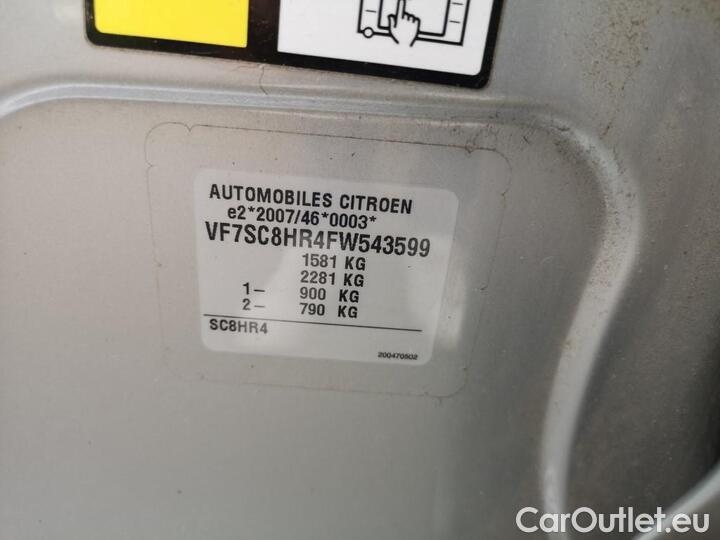 AUTOMOBILES CITROEN
e2*2007/46*0003*
VF7SC8HR4FW543599
1581 KG
2281 KG
1- 900 KG
2- 790 KG
SC8HR4
200470502
CarOutlet.eu